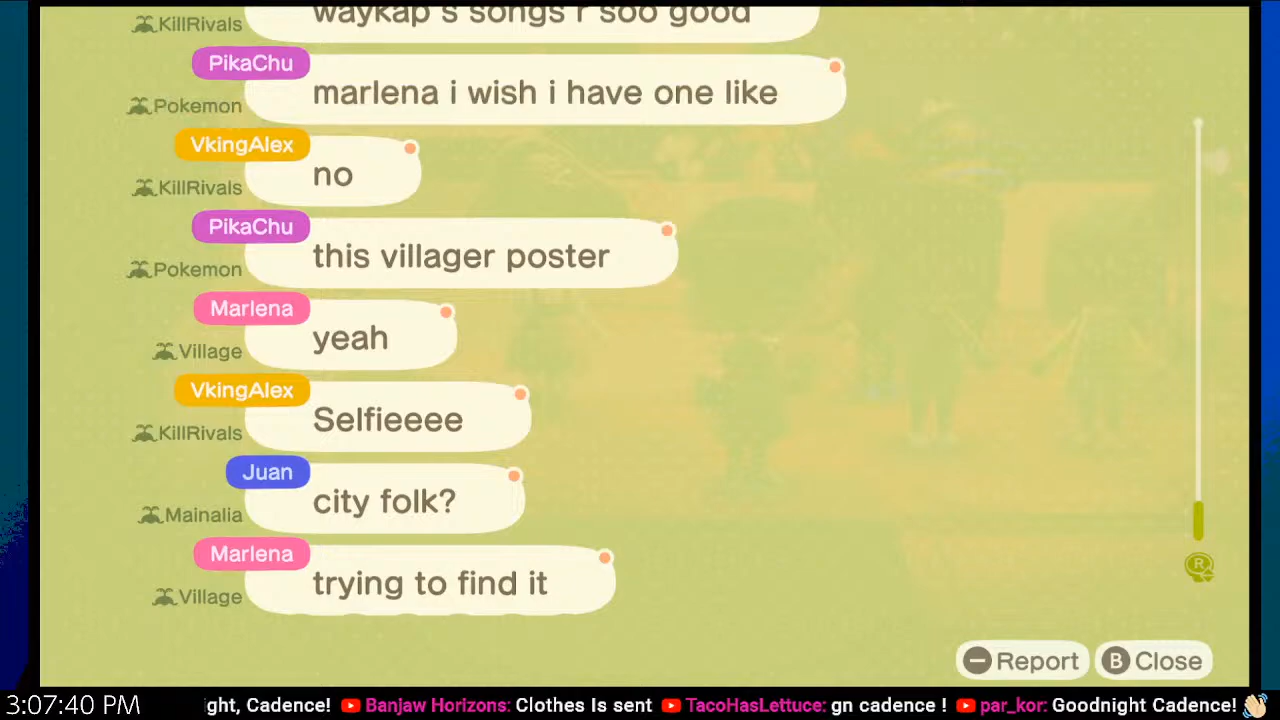 waykap s songs r soo good
KillRivals
PikaChu
marlena i wish i have one like
Pokemon
VkingAlex
no
KillRivals
PikaChu
this villager poster
Pokemon
Marlena
yeah
Village
VkingAlex
Selfieeee
KillRivals
Juan
city folk?
Mainalia
Marlena
trying to find it
Village
R
Report
B Close
3:07:40 PM
ght, Cadence! Banjaw Horizons: Clothes Is sent TacoHasLettuce: gn cadence ! par_kor: Goodnight Cadence! 👋🏻